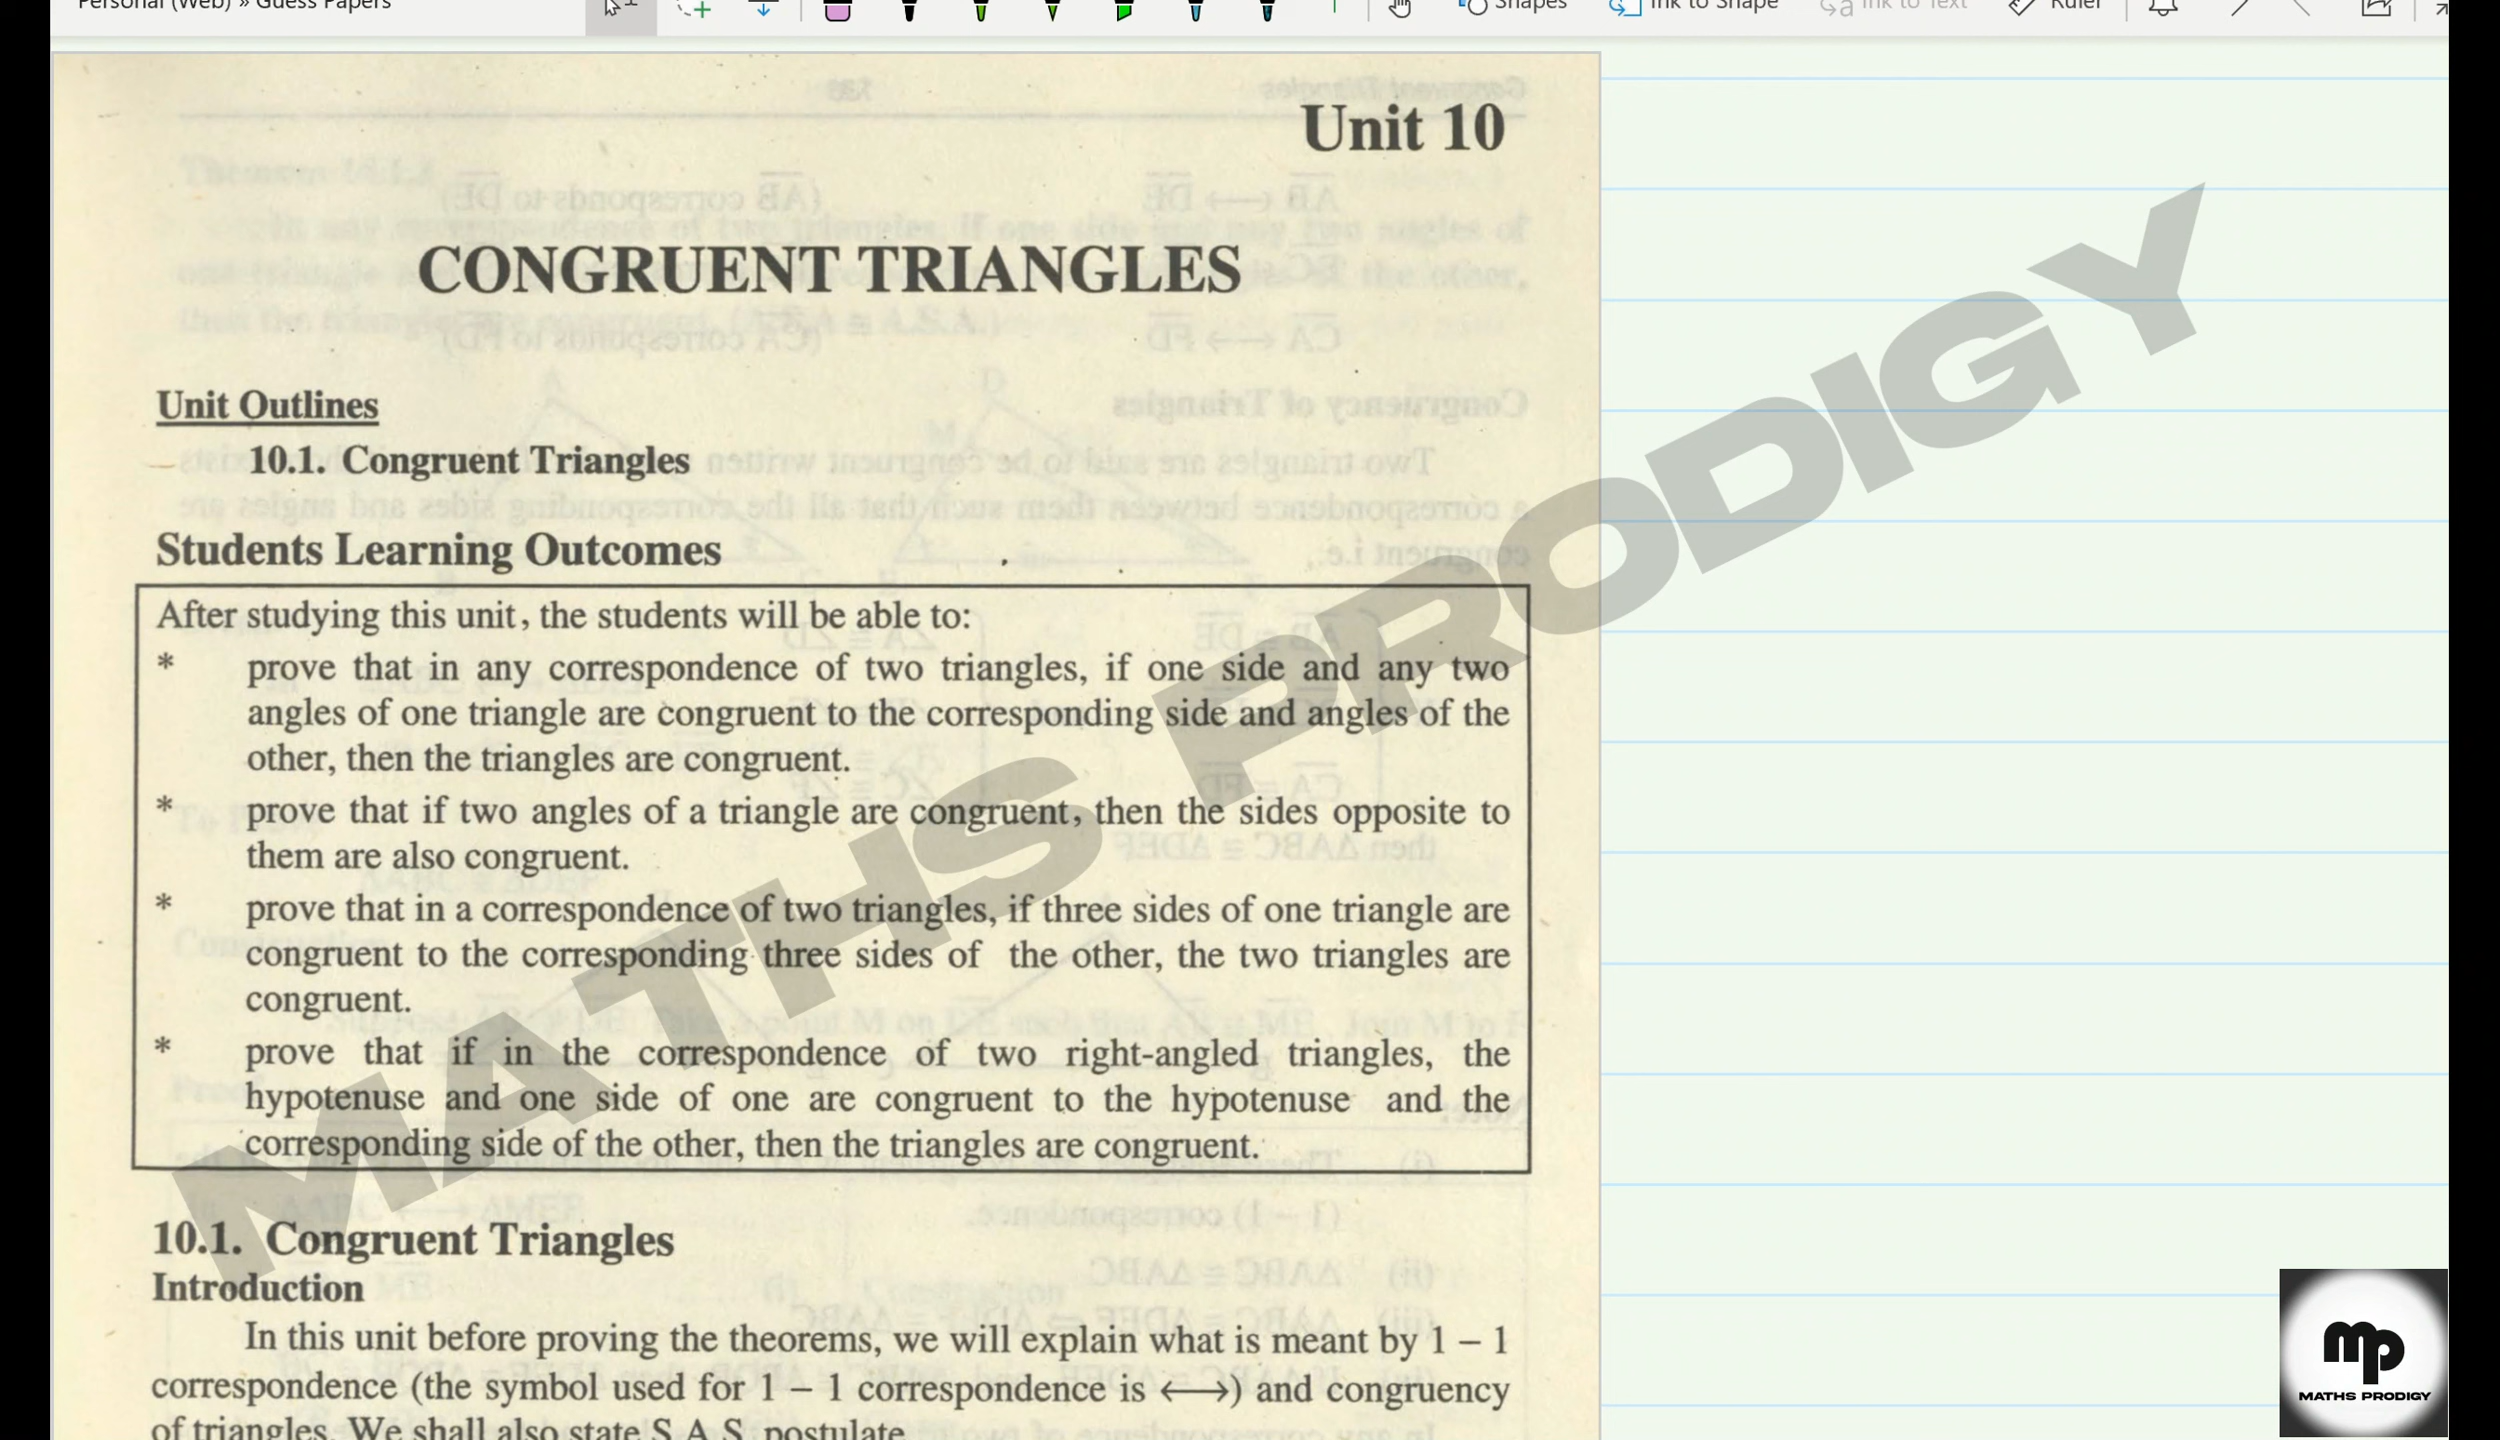 Personal (Web) » Guess Papers
Shapes
Ink to Shape
Ink to Text
Ruler
Unit 10
CONGRUENT TRIANGLES
Unit Outlines
10.1. Congruent Triangles
Students Learning Outcomes
After studying this unit, the students will be able to:
* prove that in any correspondence of two triangles, if one side and any two
angles of one triangle are congruent to the corresponding side and angles of the
other, then the triangles are congruent.
* prove that if two angles of a triangle are congruent, then the sides opposite to
them are also congruent.
* prove that in a correspondence of two triangles, if three sides of one triangle are
congruent to the corresponding three sides of the other, the two triangles are
congruent.
* prove that if in the correspondence of two right-angled triangles, the
hypotenuse and one side of one are congruent to the hypotenuse and the
corresponding side of the other, then the triangles are congruent.
10.1. Congruent Triangles
Introduction
In this unit before proving the theorems, we will explain what is meant by 1 – 1
correspondence (the symbol used for 1 – 1 correspondence is ⟷) and congruency
of triangles. We shall also state S.A.S. postulate.
MATHS PRODIGY
mp
MATHS PRODIGY